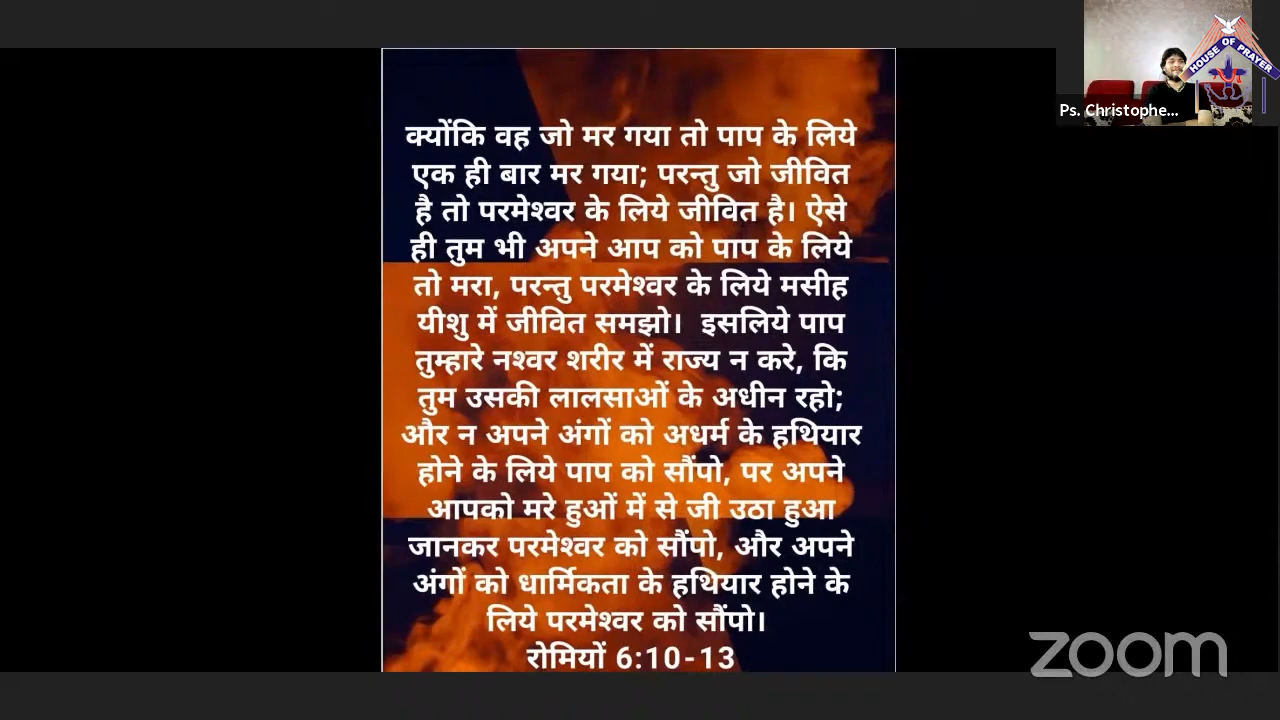 HOUSE OF PRAYER
Ps. Christophe...
क्योंकि वह जो मर गया तो पाप के लिये
एक ही बार मर गया; परन्तु जो जीवित
है तो परमेश्वर के लिये जीवित है। ऐसे
ही तुम भी अपने आप को पाप के लिये
तो मरा, परन्तु परमेश्वर के लिये मसीह
यीशु में जीवित समझो।  इसलिये पाप
तुम्हारे नश्वर शरीर में राज्य न करे, कि
तुम उसकी लालसाओं के अधीन रहो;
और न अपने अंगों को अधर्म के हथियार
होने के लिये पाप को सौंपो, पर अपने
आपको मरे हुओं में से जी उठा हुआ
जानकर परमेश्वर को सौंपो, और अपने
अंगों को धार्मिकता के हथियार होने के
लिये परमेश्वर को सौंपो।
रोमियों 6:10-13
zoom